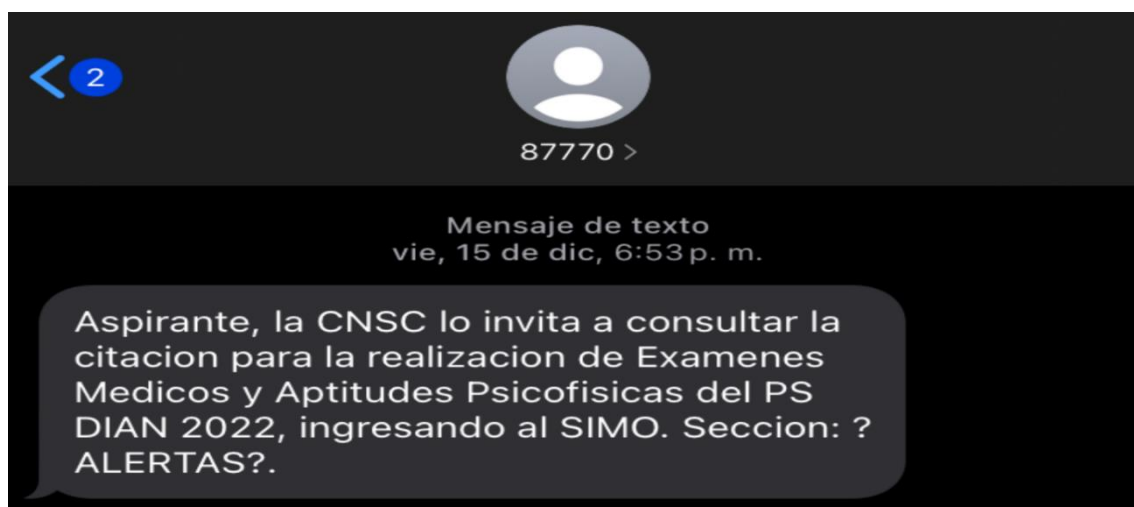 2
87770 >
Mensaje de texto
vie, 15 de dic, 6:53 p. m.
Aspirante, la CNSC lo invita a consultar la
citacion para la realizacion de Examenes
Medicos y Aptitudes Psicofisicas del PS
DIAN 2022, ingresando al SIMO. Seccion: ?
ALERTAS?.